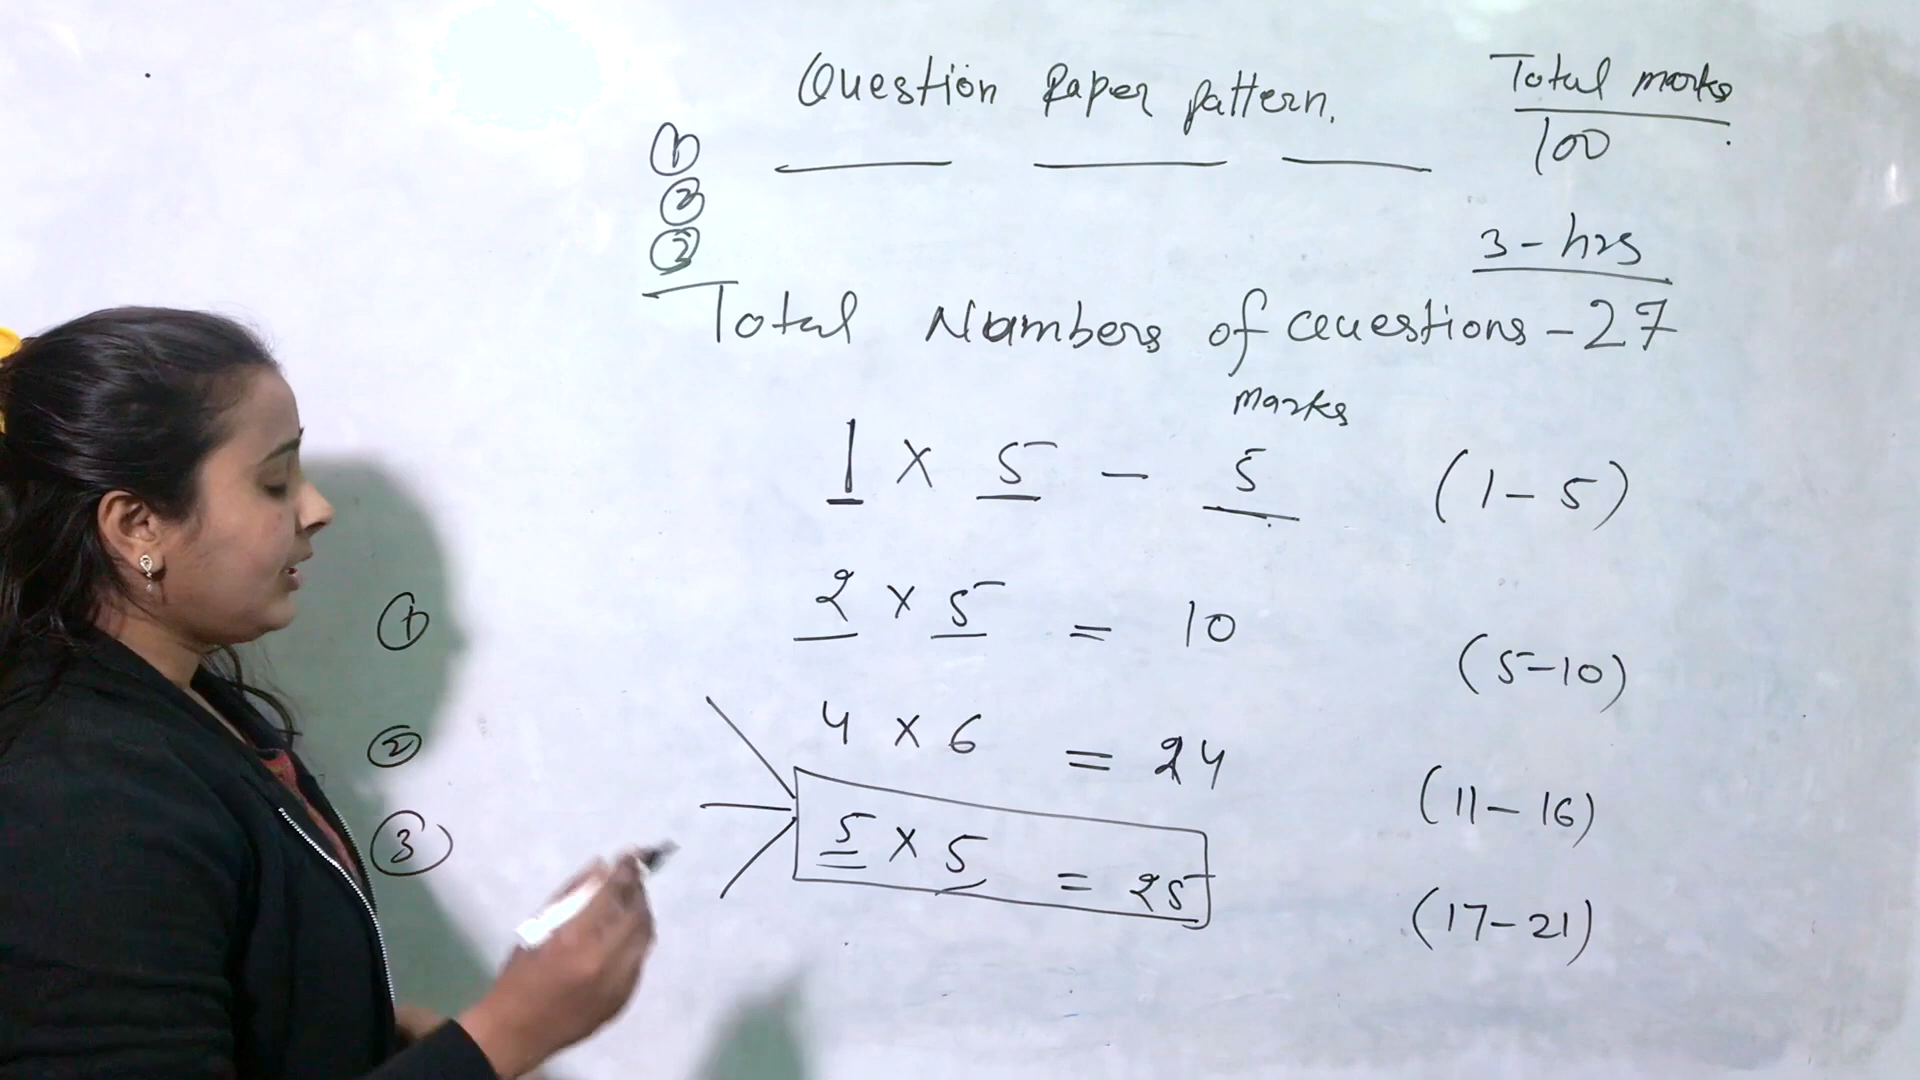 Question Paper Pattern.
Total marks
100
①
②
③
3 - hrs
Total Numbers of Questions - 27
marks
1 × 5 - 5 (1-5)
2 × 5 = 10 (5-10)
4 × 6 = 24 (11-16)
5 × 5 = 25 (17-21)
①
②
③